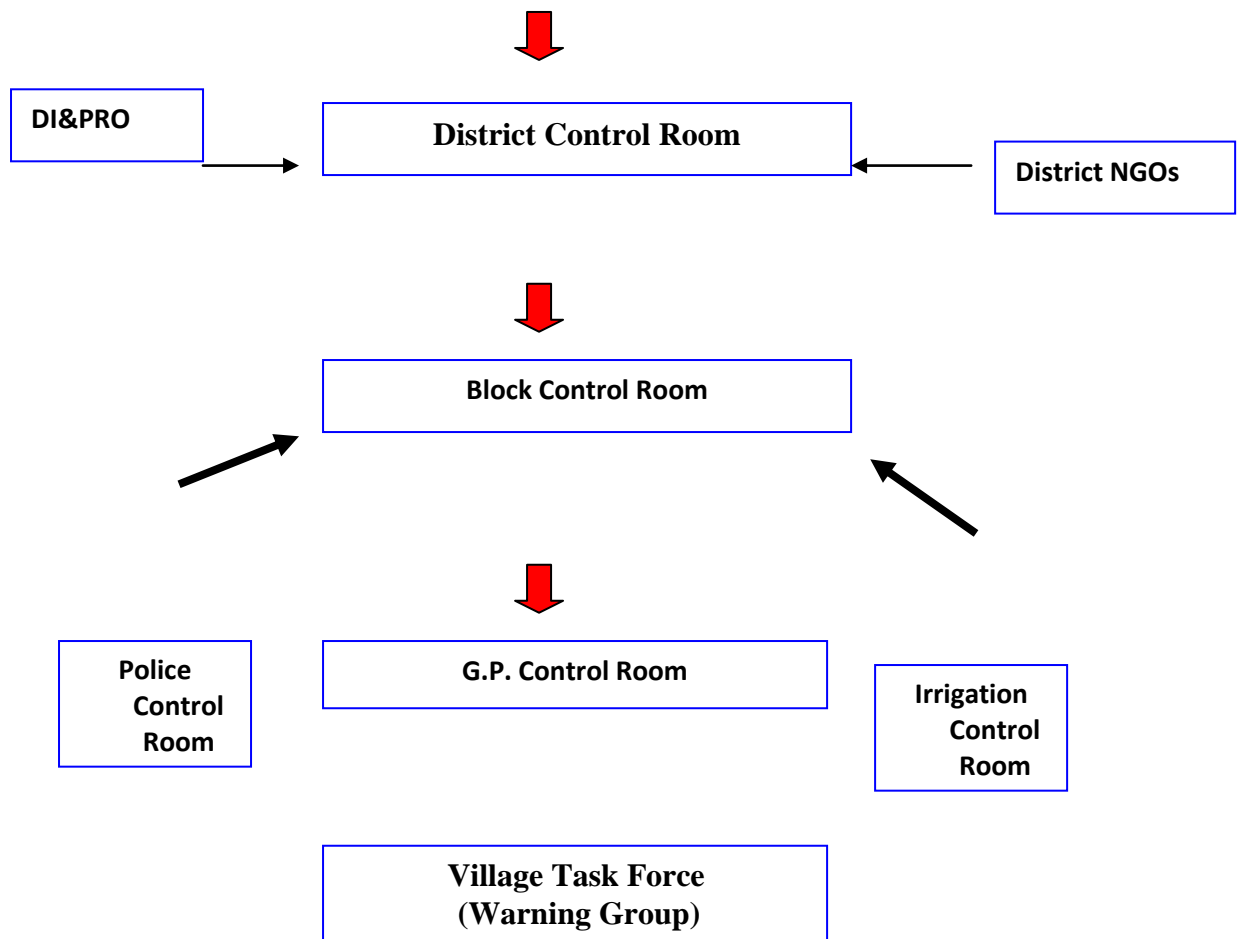 DI&PRO
District Control Room
District NGOs
Block Control Room
Police
Control
Room
G.P. Control Room
Irrigation
Control
Room
Village Task Force
(Warning Group)